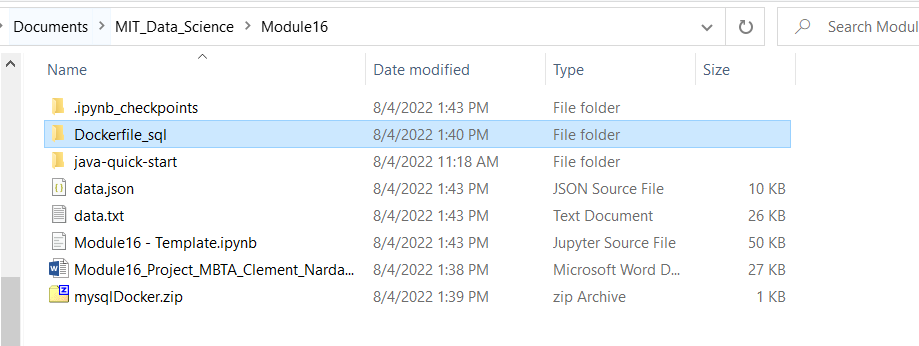 Documents > MIT_Data_Science > Module16 Search Modul
Name Date modified Type Size
.ipynb_checkpoints 8/4/2022 1:43 PM File folder
Dockerfile_sql 8/4/2022 1:40 PM File folder
java-quick-start 8/4/2022 11:18 AM File folder
data.json 8/4/2022 1:43 PM JSON Source File 10 KB
data.txt 8/4/2022 1:43 PM Text Document 26 KB
Module16 - Template.ipynb 8/4/2022 1:43 PM Jupyter Source File 50 KB
Module16_Project_MBTA_Clement_Narda... 8/4/2022 1:38 PM Microsoft Word D... 27 KB
mysqlDocker.zip 8/4/2022 1:39 PM zip Archive 1 KB